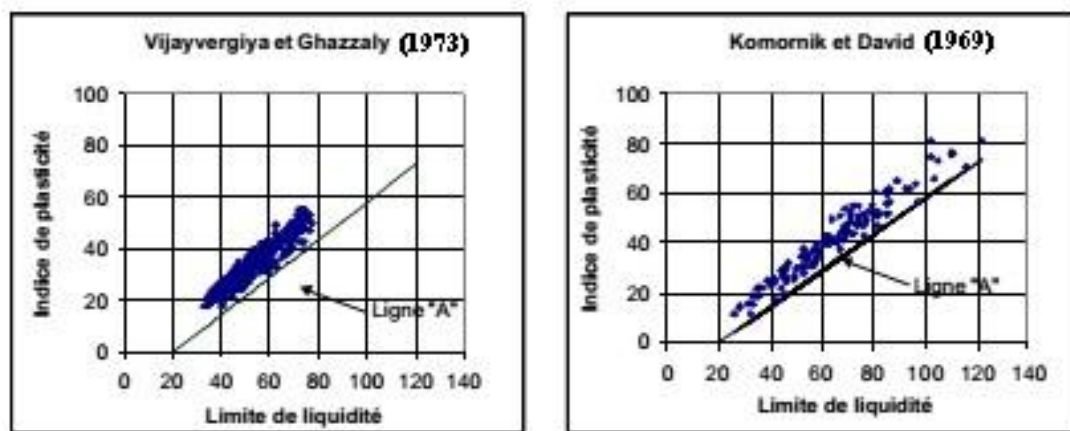 Vijayvergiya et Ghazzaly (1973)
Indice de plasticité
100
80
60
40
20
0
Ligne "A"
0 20 40 60 80 100 120 140
Limite de liquidité
Komornik et David (1969)
Indice de plasticité
100
80
60
40
20
0
Ligne "A"
0 20 40 60 80 100 120 140
Limite de liquidité